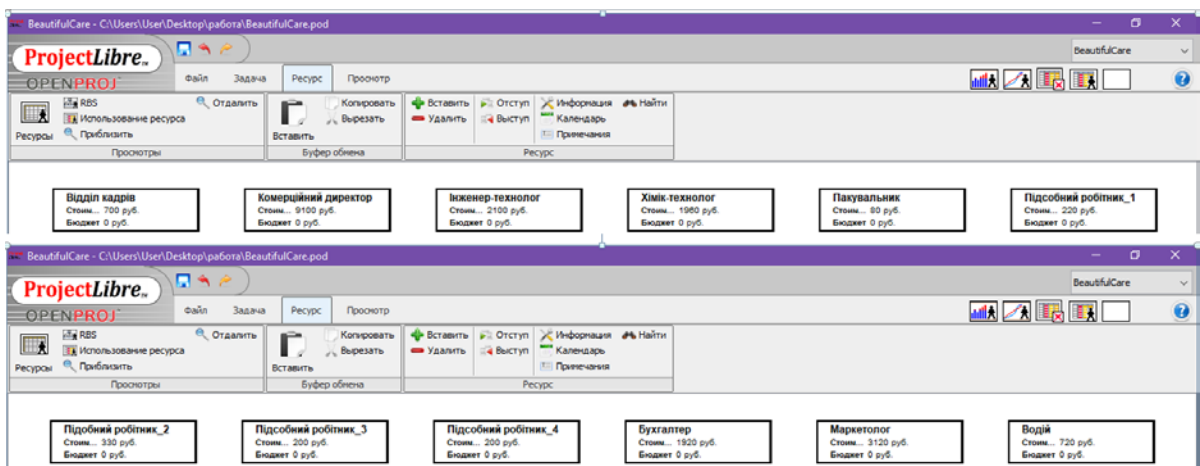 BeautifulCare - C:\Users\User\Desktop\работа\BeautifulCare.pod
ProjectLibre™
BeautifulCare
OPENPROJ
Файл Задача Ресурс Просмотр
RBS Отдалить Копировать Вставить Отступ Информация Найти
Использование ресурса Вырезать Удалить Выступ Календарь
Ресурсы Приблизить Вставить Примечания
Просмотры Буфер обмена Ресурс
Відділ кадрів Комерційний директор Інженер-технолог Хімік-технолог Пакувальник Підсобний робітник_1
Стоим... 700 руб. Стоим... 9100 руб. Стоим... 2100 руб. Стоим... 1960 руб. Стоим... 80 руб. Стоим... 220 руб.
Бюджет 0 руб. Бюджет 0 руб. Бюджет 0 руб. Бюджет 0 руб. Бюджет 0 руб. Бюджет 0 руб.
BeautifulCare - C:\Users\User\Desktop\работа\BeautifulCare.pod
ProjectLibre™
BeautifulCare
OPENPROJ
Файл Задача Ресурс Просмотр
RBS Отдалить Копировать Вставить Отступ Информация Найти
Использование ресурса Вырезать Удалить Выступ Календарь
Ресурсы Приблизить Вставить Примечания
Просмотры Буфер обмена Ресурс
Підобний робітник_2 Підсобний робітник_3 Підсобний робітник_4 Бухгалтер Маркетолог Водій
Стоим... 330 руб. Стоим... 200 руб. Стоим... 200 руб. Стоим... 1920 руб. Стоим... 3120 руб. Стоим... 720 руб.
Бюджет 0 руб. Бюджет 0 руб. Бюджет 0 руб. Бюджет 0 руб. Бюджет 0 руб. Бюджет 0 руб.